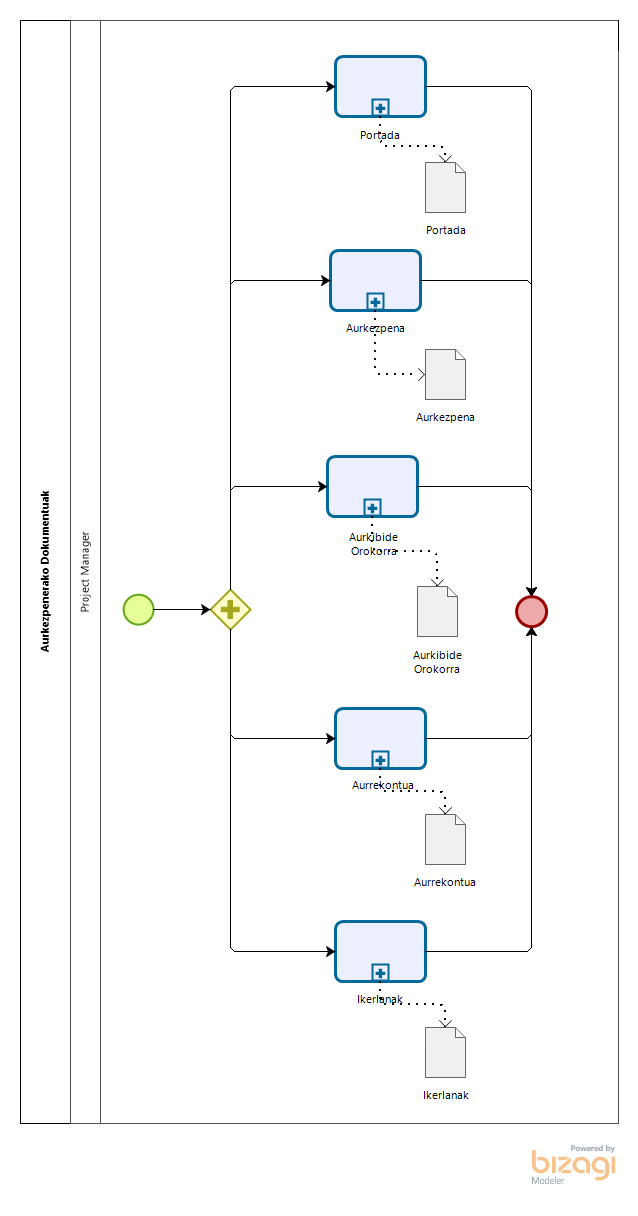 Aurkezpenerako Dokumentuak
Project Manager
Portada
Portada
Aurkezpena
Aurkezpena
Aurkibide
Orokorra
Aurkibide
Orokorra
Aurrekontua
Aurrekontua
Ikerlanak
Ikerlanak
Powered by
bizagi
Modeler